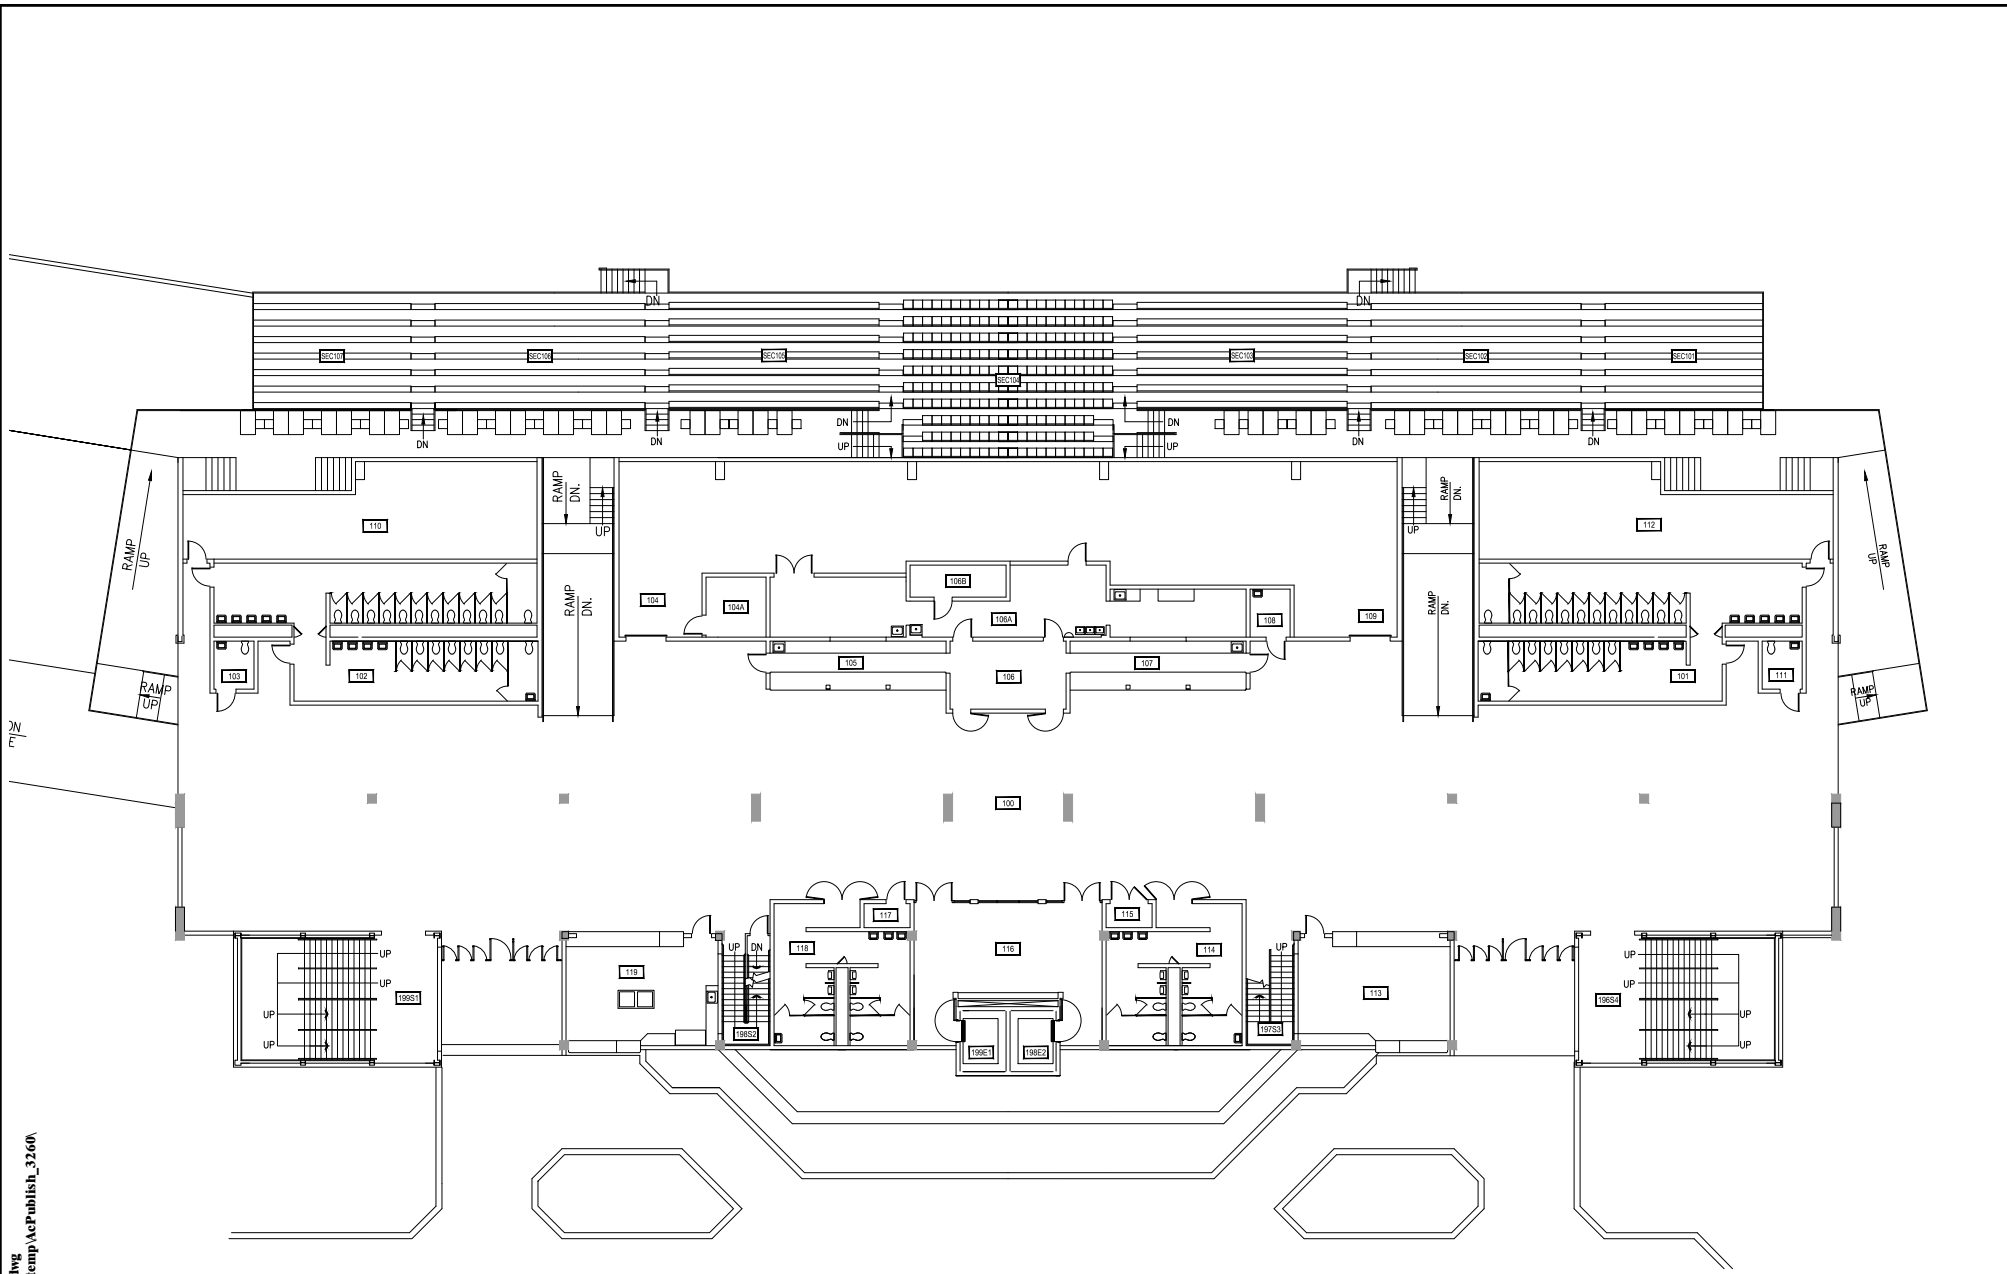 DN
DN
SEC107
SEC106
SEC105
SEC104
SEC103
SEC102
SEC101
DN
DN
DN
UP
DN
UP
DN
DN
RAMP
UP
110
RAMP
DN.
UP
RAMP
DN.
UP
112
RAMP
UP
RAMP
DN.
104
104A
106B
106A
108
109
RAMP
DN.
103
102
105
106
107
101
111
RAMP
UP
RAMP
UP
100
117
115
118
116
114
UP
DN
UP
119
113
UP
UP
199S1
UP
UP
198S2
199E1
198E2
197S3
UP
UP
196S4
UP
UP
lwg
temp\AcPublish_3260\